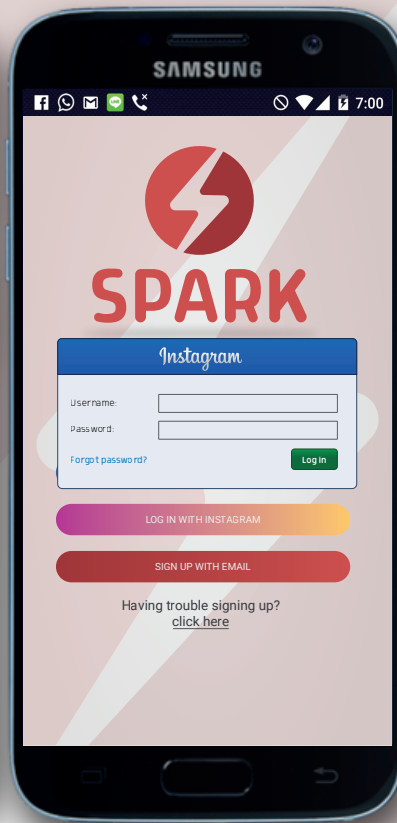 SAMSUNG
7:00
SPARK
Instagram
Username:
Password:
Forgot password?
Log in
LOG IN WITH INSTAGRAM
SIGN UP WITH EMAIL
Having trouble signing up?
click here